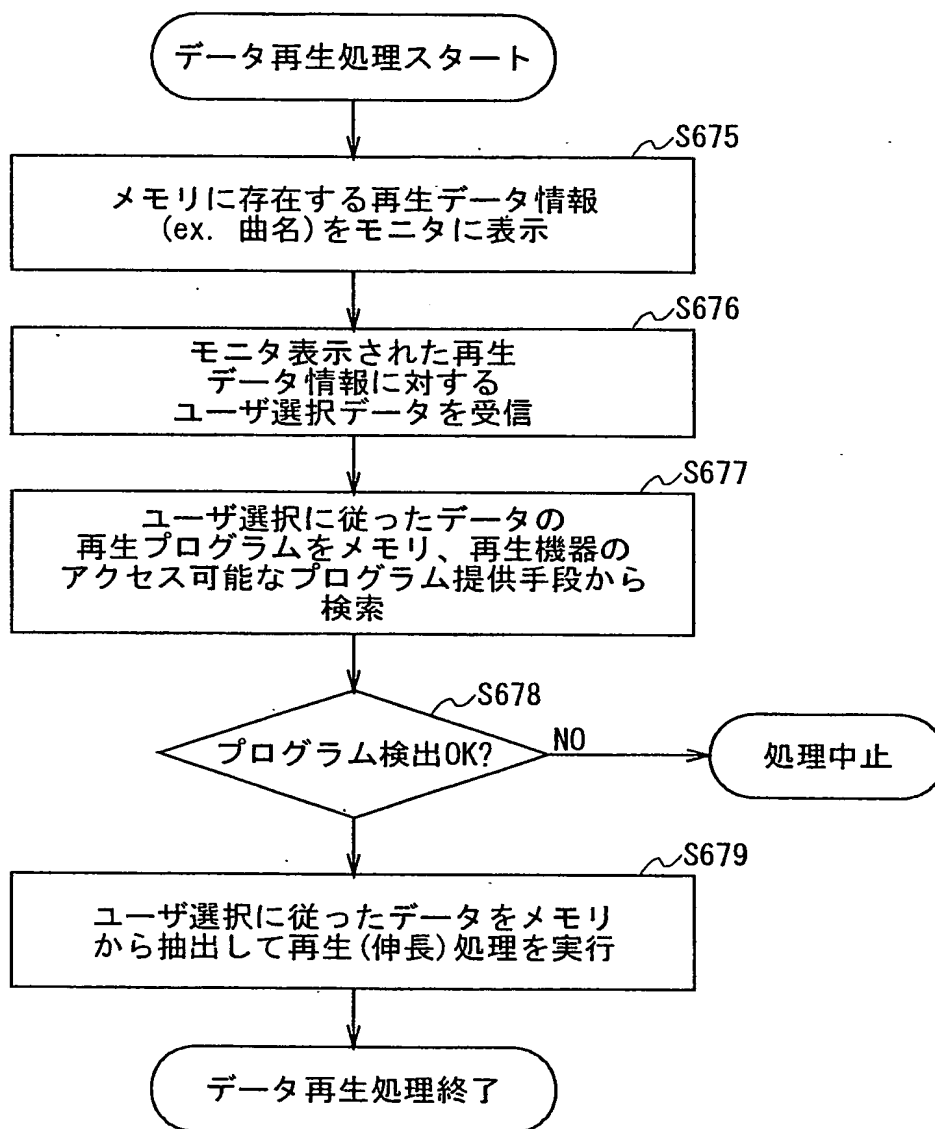 データ再生処理スタート
S675
メモリに存在する再生データ情報
(ex. 曲名)をモニタに表示
S676
モニタ表示された再生
データ情報に対する
ユーザ選択データを受信
S677
ユーザ選択に従ったデータの
再生プログラムをメモリ、再生機器の
アクセス可能なプログラム提供手段から
検索
S678
プログラム検出OK?
NO
処理中止
S679
ユーザ選択に従ったデータをメモリ
から抽出して再生(伸長)処理を実行
データ再生処理終了